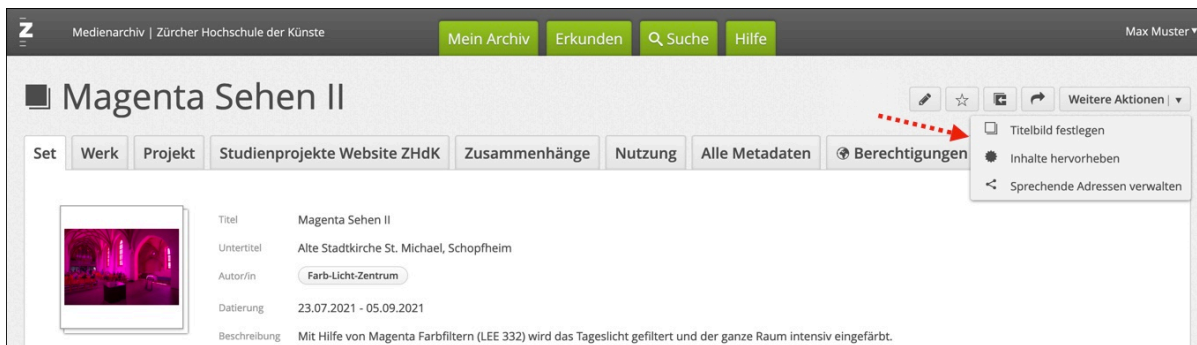 Z
Medienarchiv | Zürcher Hochschule der Künste
Mein Archiv Erkunden Suche Hilfe
Max Muster
Magenta Sehen II
Weitere Aktionen |
Titelbild festlegen
Inhalte hervorheben
Sprechende Adressen verwalten
Set Werk Projekt Studienprojekte Website ZHdK Zusammenhänge Nutzung Alle Metadaten Berechtigungen
Titel Magenta Sehen II
Untertitel Alte Stadtkirche St. Michael, Schopfheim
Autor/in Farb-Licht-Zentrum
Datierung 23.07.2021 - 05.09.2021
Beschreibung Mit Hilfe von Magenta Farbfiltern (LEE 332) wird das Tageslicht gefiltert und der ganze Raum intensiv eingefärbt.